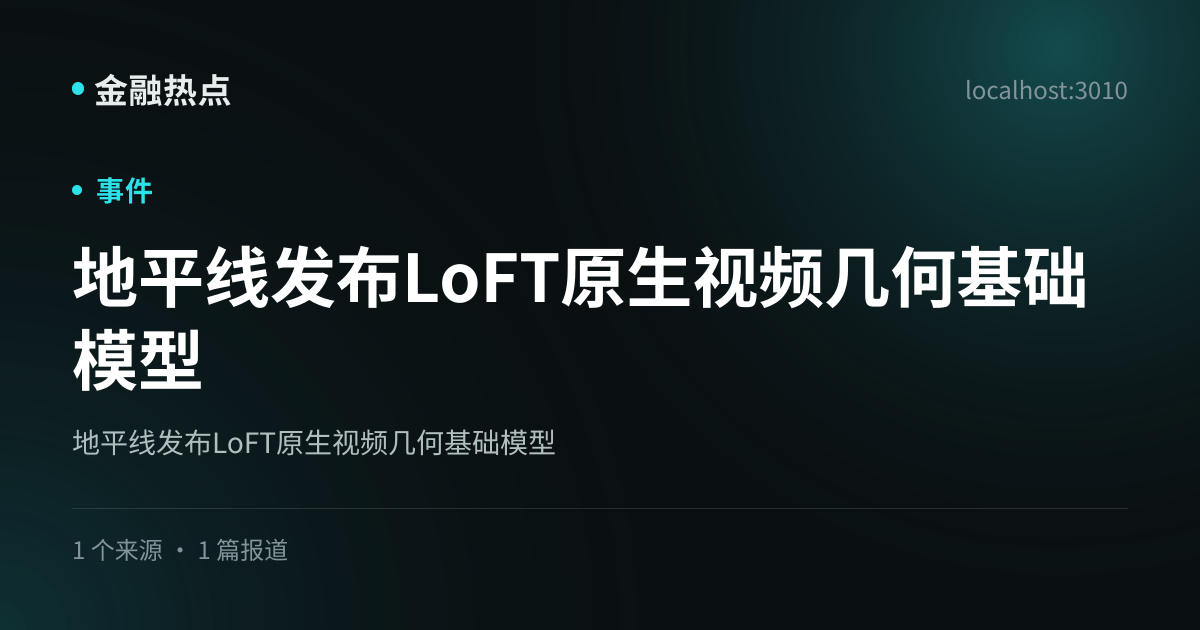 金融热点
localhost:3010
事件
地平线发布LoFT原生视频几何基础
模型
地平线发布LoFT原生视频几何基础模型
1 个来源 · 1 篇报道